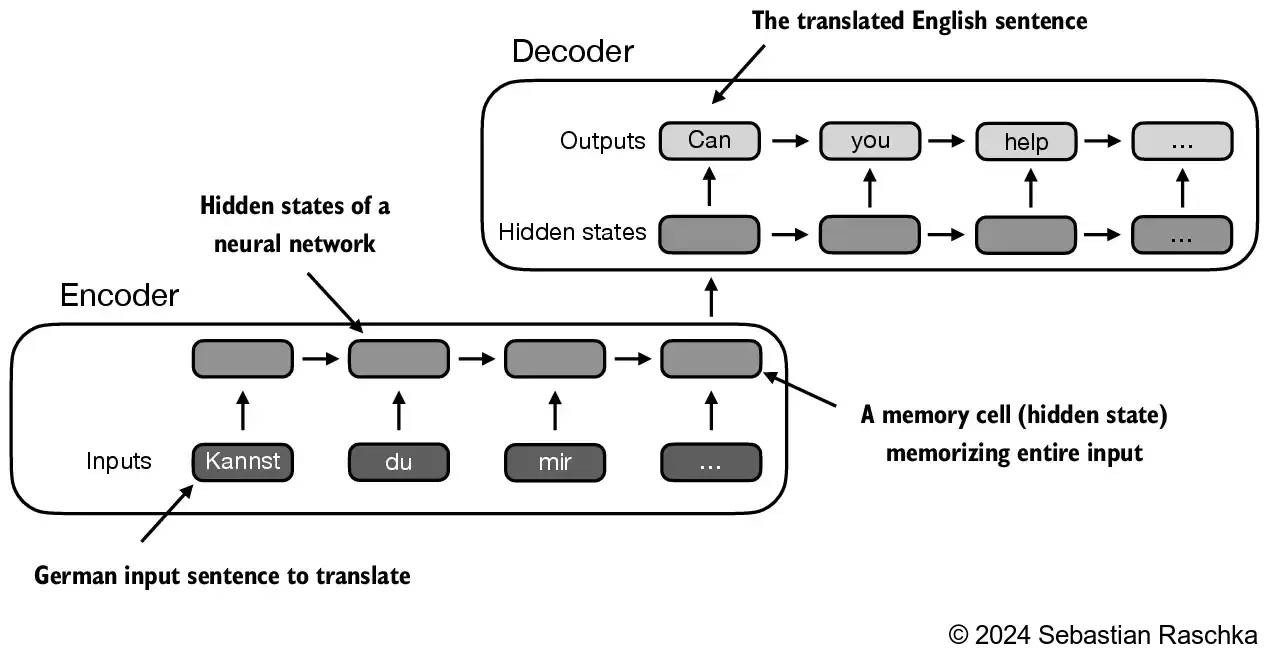 The translated English sentence
Decoder
Outputs
Can
you
help
...
Hidden states
...
Hidden states of a
neural network
Encoder
A memory cell (hidden state)
memorizing entire input
Inputs
Kannst
du
mir
...
German input sentence to translate
© 2024 Sebastian Raschka